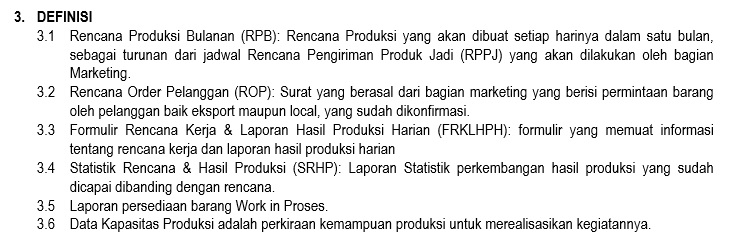 3. DEFINISI
3.1 Rencana Produksi Bulanan (RPB): Rencana Produksi yang akan dibuat setiap harinya dalam satu bulan,
sebagai turunan dari jadwal Rencana Pengiriman Produk Jadi (RPPJ) yang akan dilakukan oleh bagian
Marketing.
3.2 Rencana Order Pelanggan (ROP): Surat yang berasal dari bagian marketing yang berisi permintaan barang
oleh pelanggan baik eksport maupun local, yang sudah dikonfirmasi.
3.3 Formulir Rencana Kerja & Laporan Hasil Produksi Harian (FRKLHPH): formulir yang memuat informasi
tentang rencana kerja dan laporan hasil produksi harian
3.4 Statistik Rencana & Hasil Produksi (SRHP): Laporan Statistik perkembangan hasil produksi yang sudah
dicapai dibanding dengan rencana.
3.5 Laporan persediaan barang Work in Proses.
3.6 Data Kapasitas Produksi adalah perkiraan kemampuan produksi untuk merealisasikan kegiatannya.